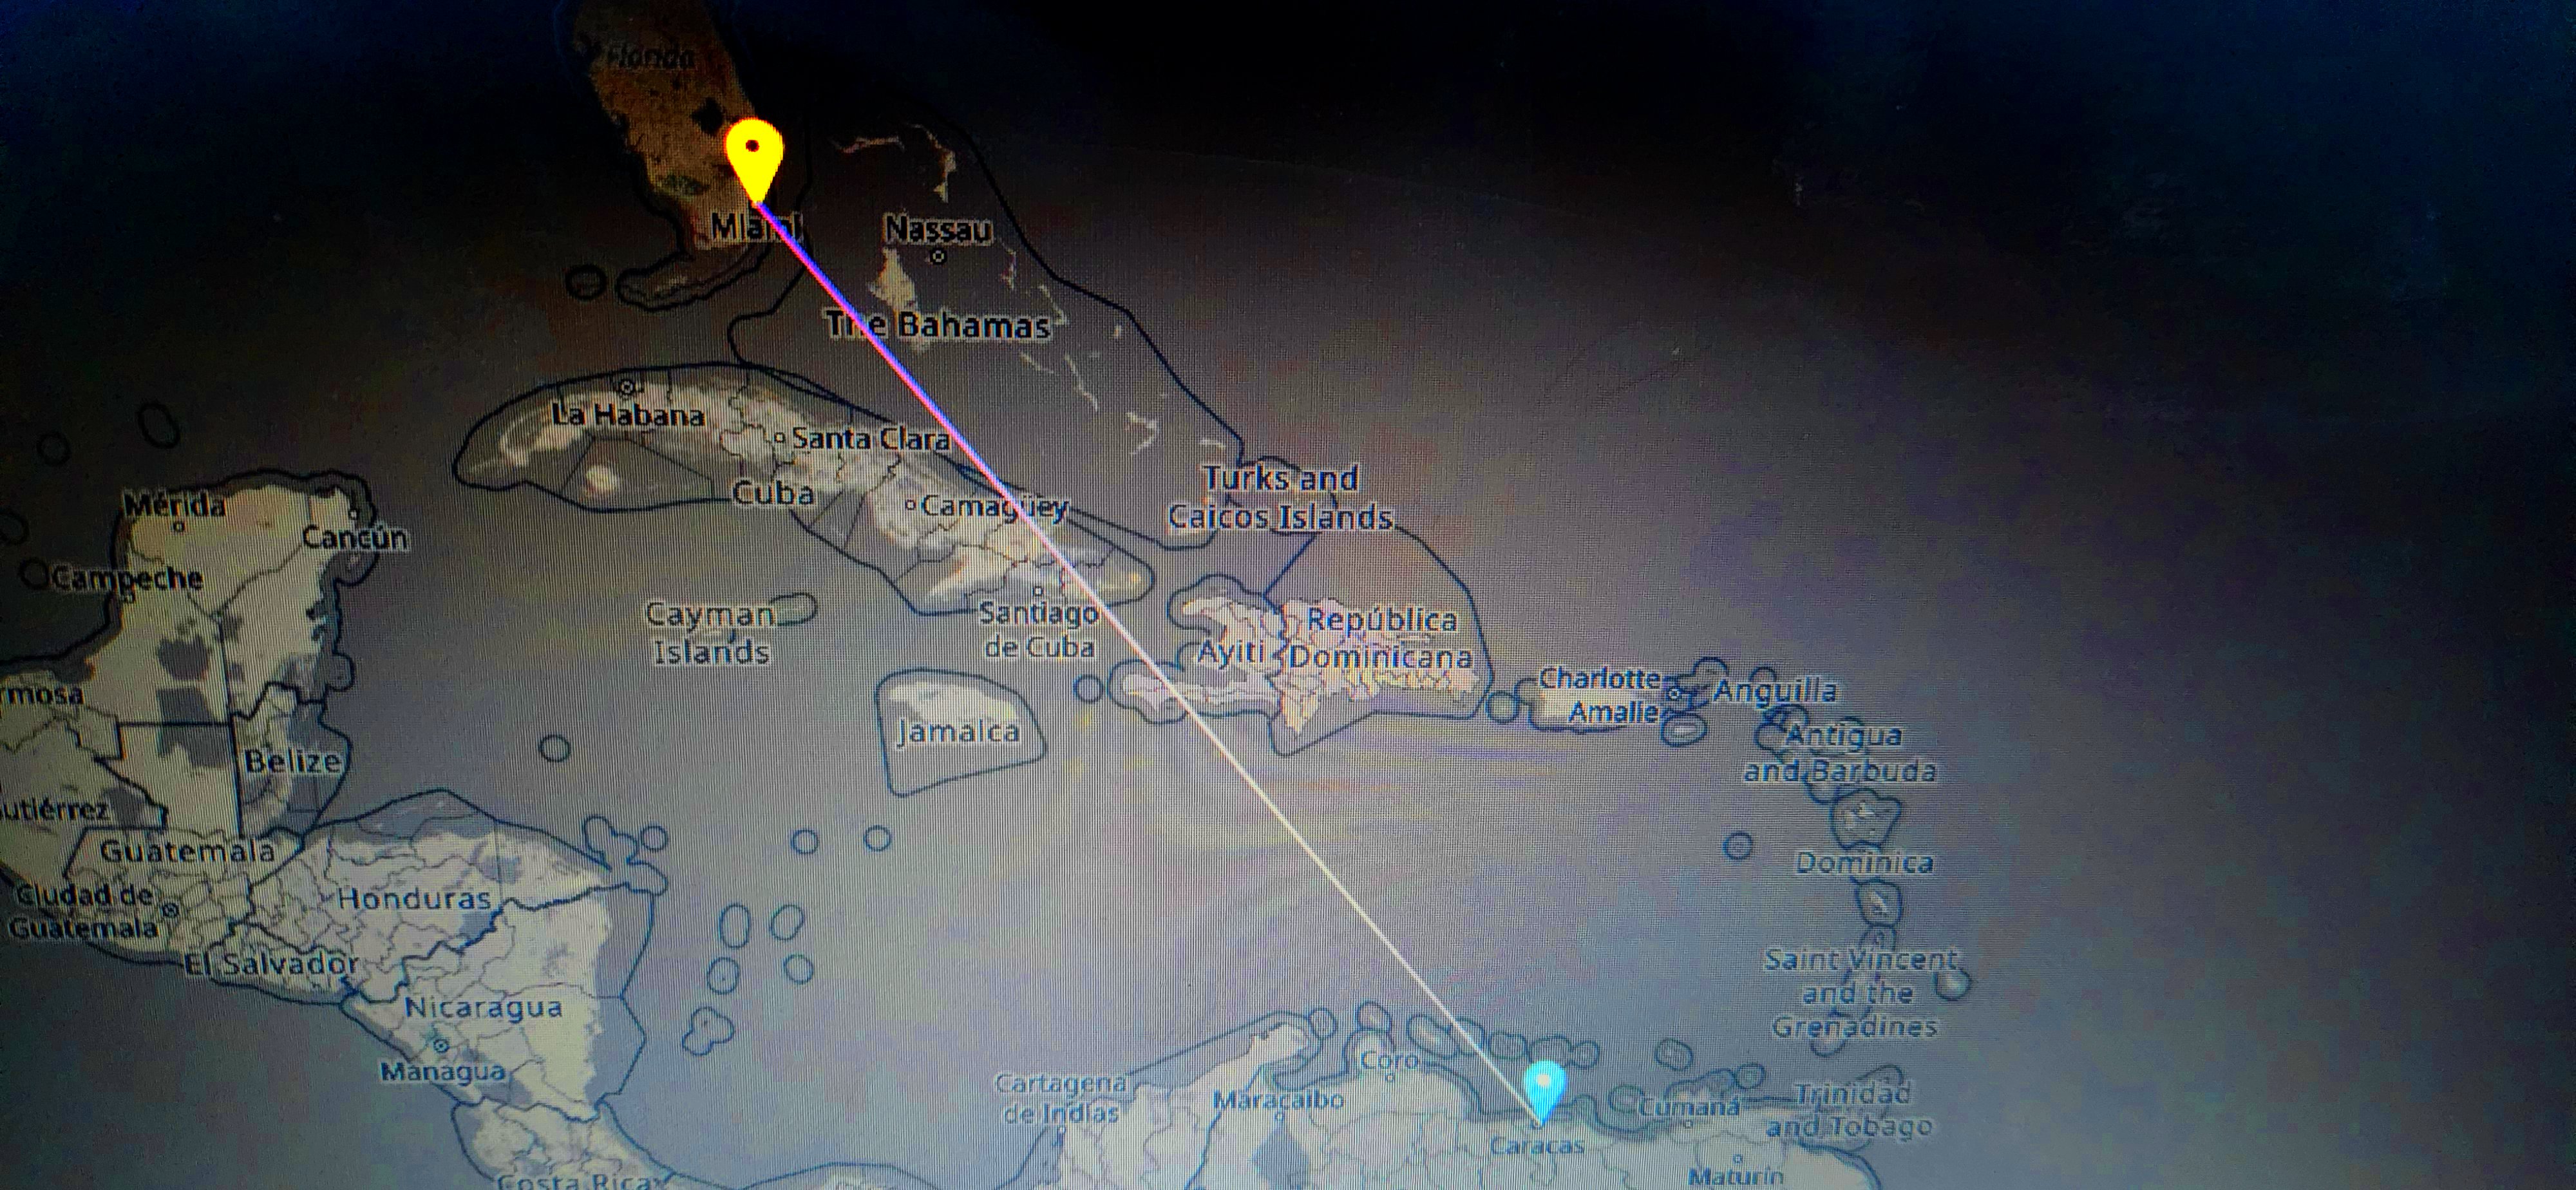 Florida
Miami
Nassau
The Bahamas
La Habana
Santa Clara
Cuba
Camagüey
Turks and
Caicos Islands
Mérida
Cancún
Campeche
Cayman
Islands
Santiago
de Cuba
Ayiti
República
Dominicana
Charlotte
Amalie
Anguilla
Antigua
and Barbuda
Jamaica
rmosa
Belize
utiérrez
Guatemala
Ciudad de
Guatemala
Honduras
El Salvador
Nicaragua
Managua
Dominica
Saint Vincent
and the
Grenadines
Cartagena
de Indias
Maracaibo
Coro
Caracas
Cumaná
Trinidad
and Tobago
Maturín
Costa Rica